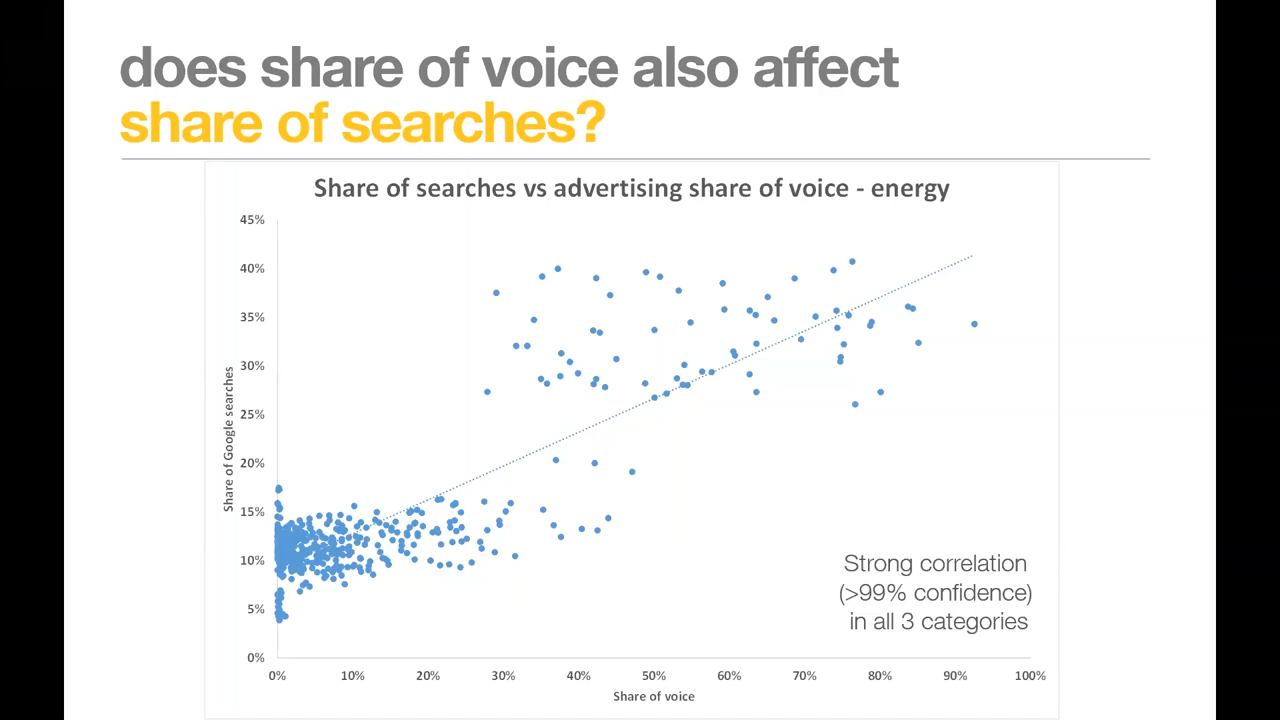 does share of voice also affect
share of searches?
Share of searches vs advertising share of voice - energy
45%
40%
35%
30%
25%
20%
15%
10%
5%
0%
Share of Google searches
0% 10% 20% 30% 40% 50% 60% 70% 80% 90% 100%
Share of voice
Strong correlation
(>99% confidence)
in all 3 categories